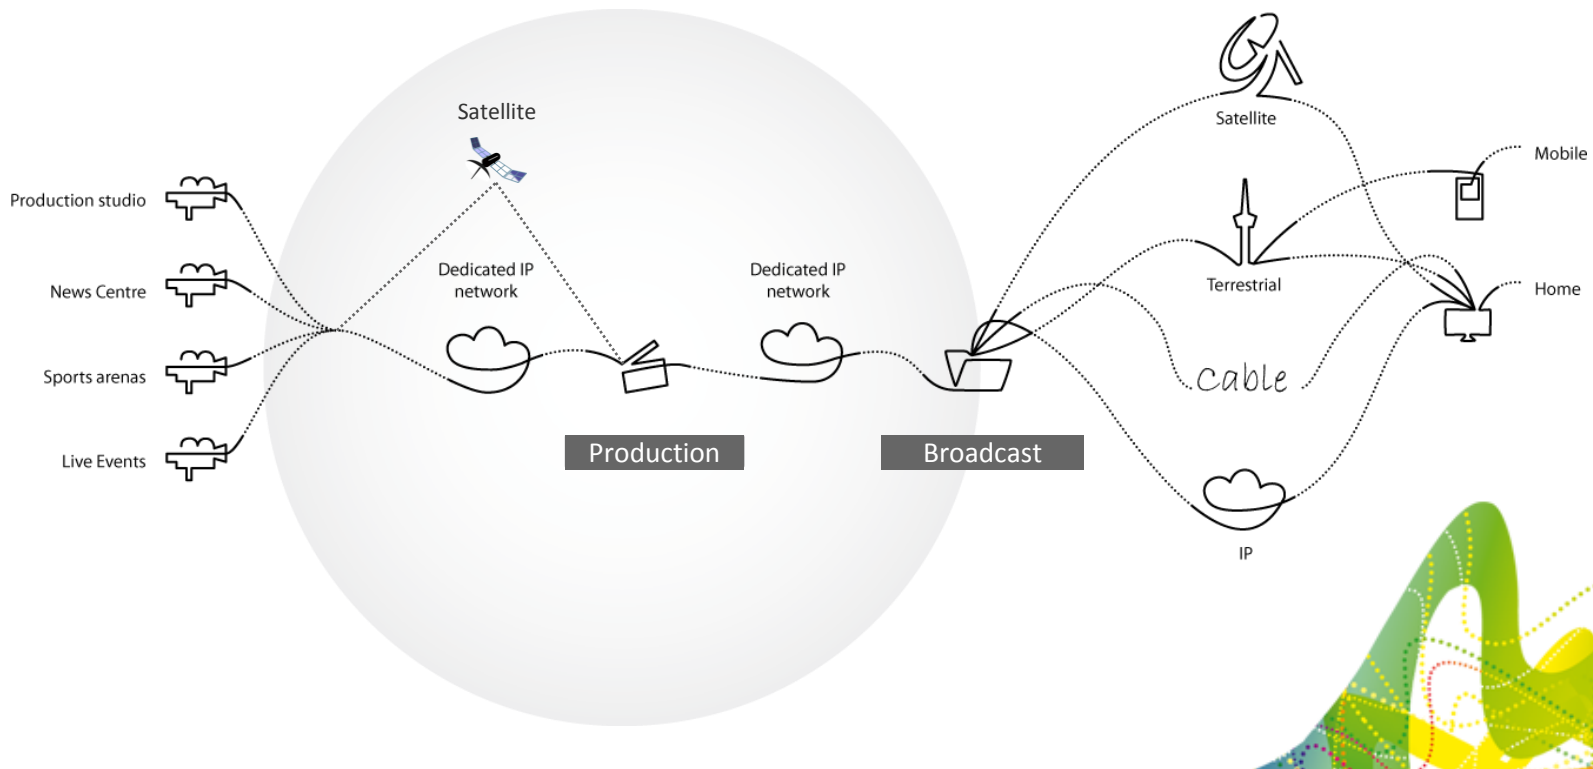 Satellite
Production studio
News Centre
Sports arenas
Live Events
Dedicated IP
network
Dedicated IP
network
Production
Broadcast
Satellite
Terrestrial
Cable
IP
Mobile
Home